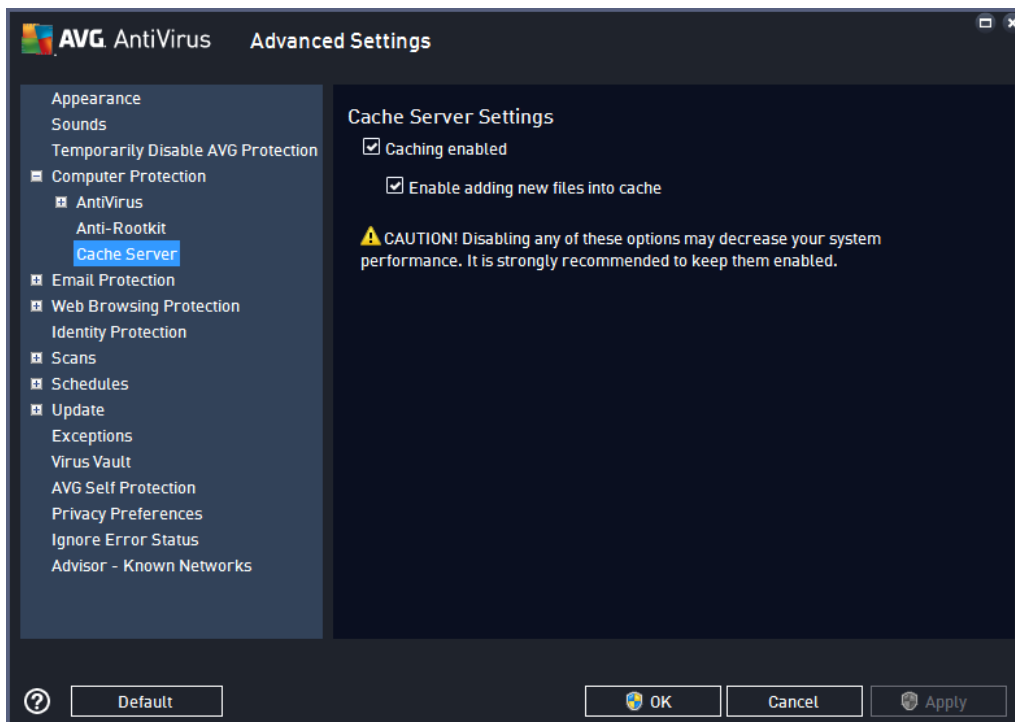 AVG. AntiVirus Advanced Settings
Appearance
Sounds
Temporarily Disable AVG Protection
Computer Protection
AntiVirus
Anti-Rootkit
Cache Server
Email Protection
Web Browsing Protection
Identity Protection
Scans
Schedules
Update
Exceptions
Virus Vault
AVG Self Protection
Privacy Preferences
Ignore Error Status
Advisor - Known Networks
Cache Server Settings
Caching enabled
Enable adding new files into cache
CAUTION! Disabling any of these options may decrease your system
performance. It is strongly recommended to keep them enabled.
? Default OK Cancel Apply